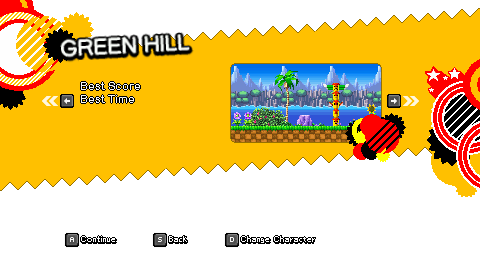 GREEN HILL
Best Score
Best Time
A Continue
S Back
D Change Character